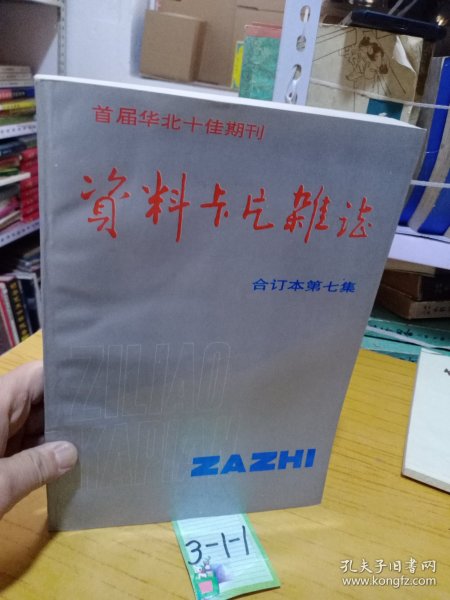 首届华北十佳期刊
资料卡片雜誌
合订本第七集
ZILIAO
KAPIAN
ZAZHI
3-1-1
孔夫子旧书网
www.kongfz.com